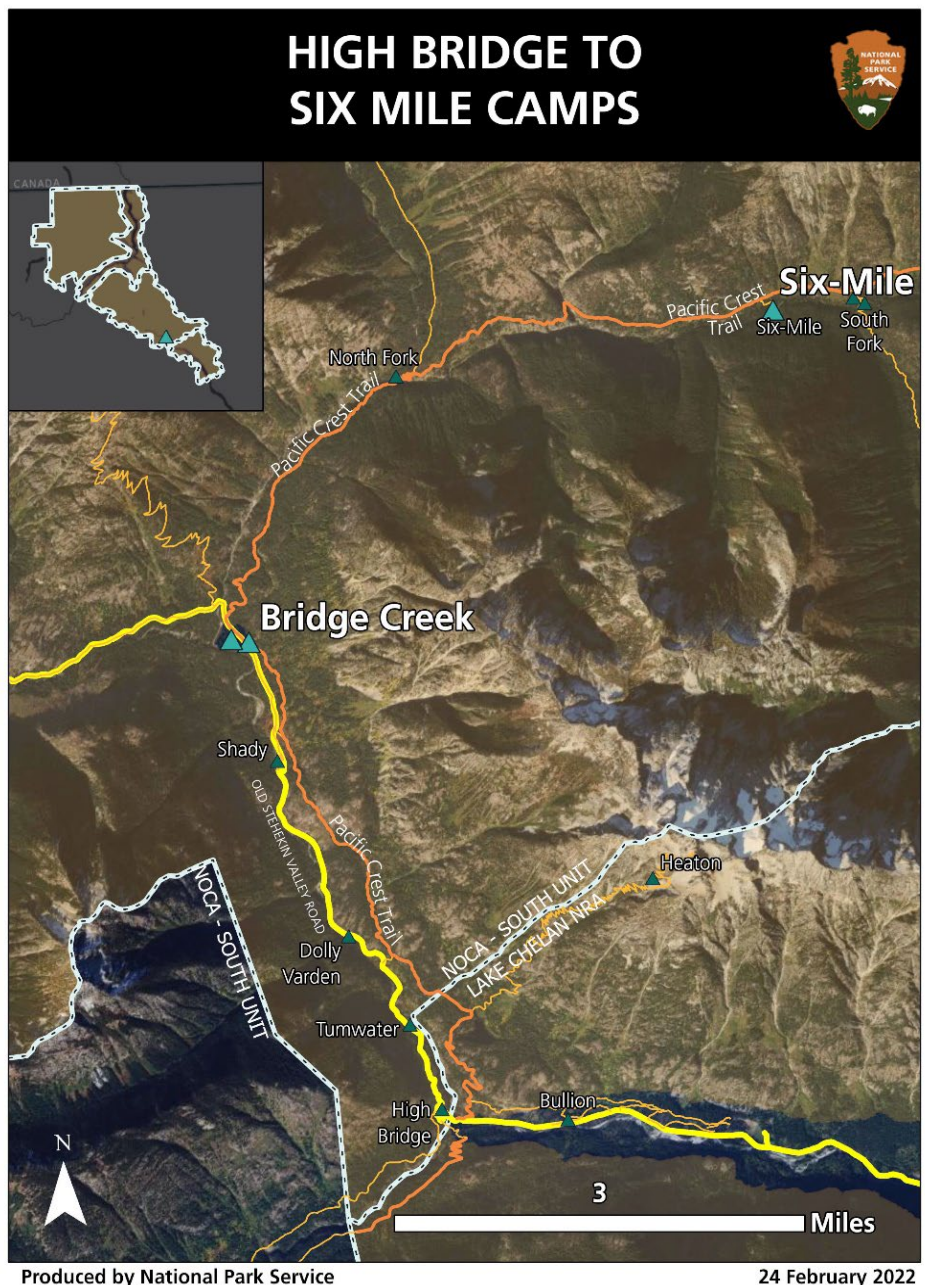 HIGH BRIDGE TO
SIX MILE CAMPS
NATIONAL
PARK
SERVICE
CANADA
Six-Mile
Pacific Crest
Trail
Six-Mile
South
Fork
North Fork
Pacific Crest Trail
Bridge Creek
Shady
OLD STEHEKIN VALLEY ROAD
Pacific Crest Trail
Heaton
NOCA - SOUTH UNIT
LAKE CHELAN NRA
NOCA - SOUTH UNIT
Dolly
Varden
Tumwater
High
Bridge
Bullion
N
3
Miles
Produced by National Park Service
24 February 2022